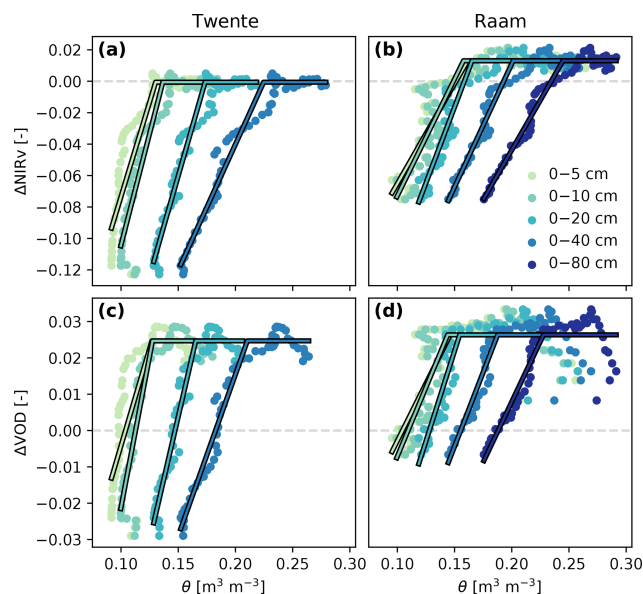 Twente
Raam
(a)
(b)
0.02
0.00
−0.02
−0.04
−0.06
−0.08
−0.10
−0.12
ΔNIRv [-]
0−5 cm
0−10 cm
0−20 cm
0−40 cm
0−80 cm
(c)
(d)
0.03
0.02
0.01
0.00
−0.01
−0.02
−0.03
ΔVOD [-]
0.10 0.15 0.20 0.25 0.30
0.10 0.15 0.20 0.25 0.30
θ [m³ m⁻³]
θ [m³ m⁻³]